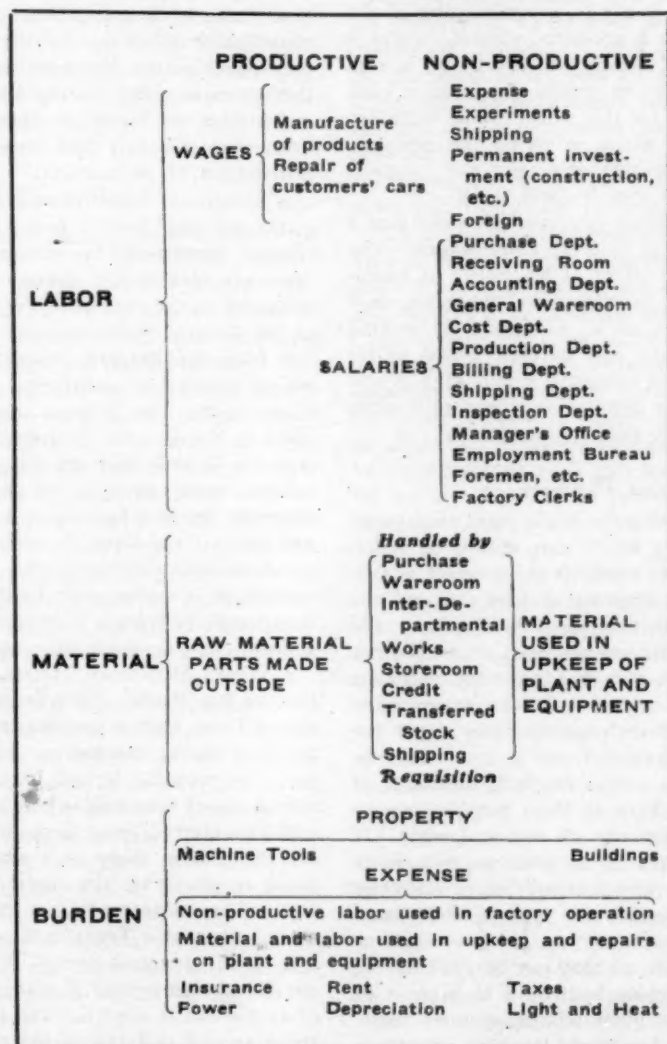 PRODUCTIVE NON-PRODUCTIVE
WAGES
Manufacture
of products
Repair of
customers' cars
Expense
Experiments
Shipping
Permanent invest-
ment (construction,
etc.)
Foreign
LABOR
SALARIES
Purchase Dept.
Receiving Room
Accounting Dept.
General Wareroom
Cost Dept.
Production Dept.
Billing Dept.
Shipping Dept.
Inspection Dept.
Manager's Office
Employment Bureau
Foremen, etc.
Factory Clerks
MATERIAL
RAW MATERIAL
PARTS MADE
OUTSIDE
Handled by
Purchase
Wareroom
Inter-De-
partmental
Works
Storeroom
Credit
Transferred
Stock
Shipping
Requisition
MATERIAL
USED IN
UPKEEP OF
PLANT AND
EQUIPMENT
BURDEN
PROPERTY
Machine Tools Buildings
EXPENSE
Non-productive labor used in factory operation
Material and labor used in upkeep and repairs
on plant and equipment
Insurance Rent Taxes
Power Depreciation Light and Heat